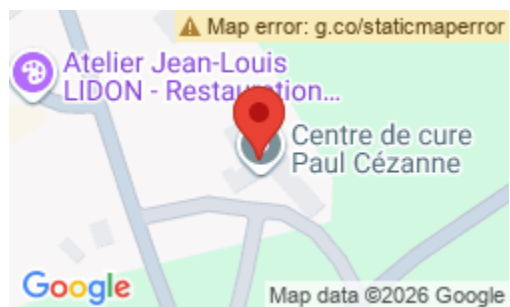 ⚠ Map error: g.co/staticmaperror
Atelier Jean-Louis
LIDON - Restauration...
Centre de cure
Paul Cézanne
Google
Map data ©2026 Google